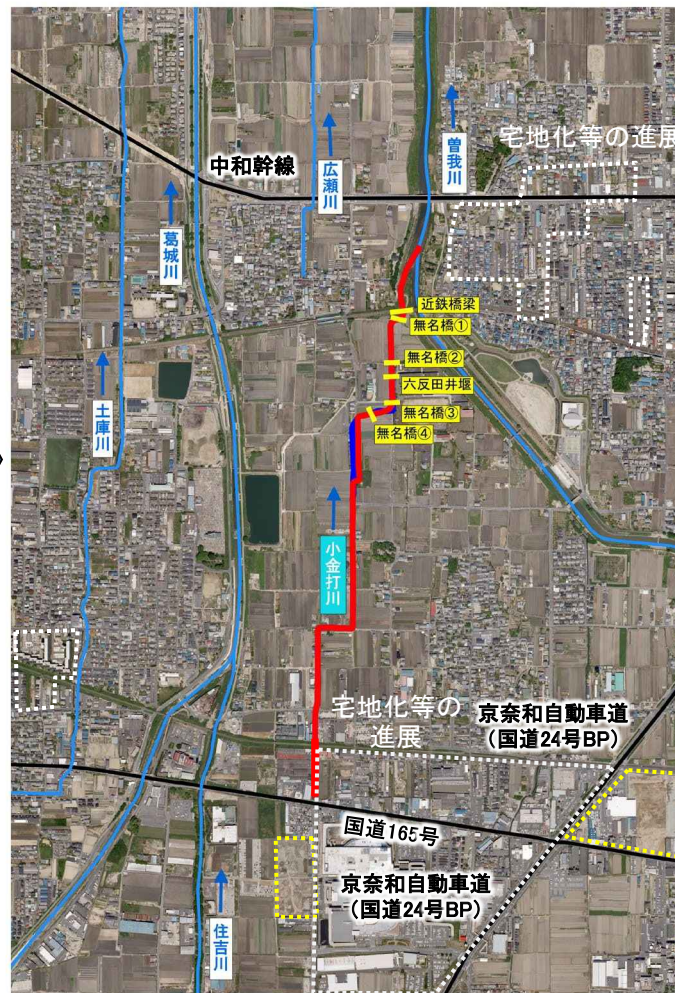 宅地化等の進展
中和幹線
広瀬川
曽我川
葛城川
近鉄橋梁
無名橋①
無名橋②
六反田井堰
無名橋③
無名橋④
土庫川
小金打川
宅地化等の
進展
京奈和自動車道
(国道24号BP)
国道165号
京奈和自動車道
(国道24号BP)
住吉川